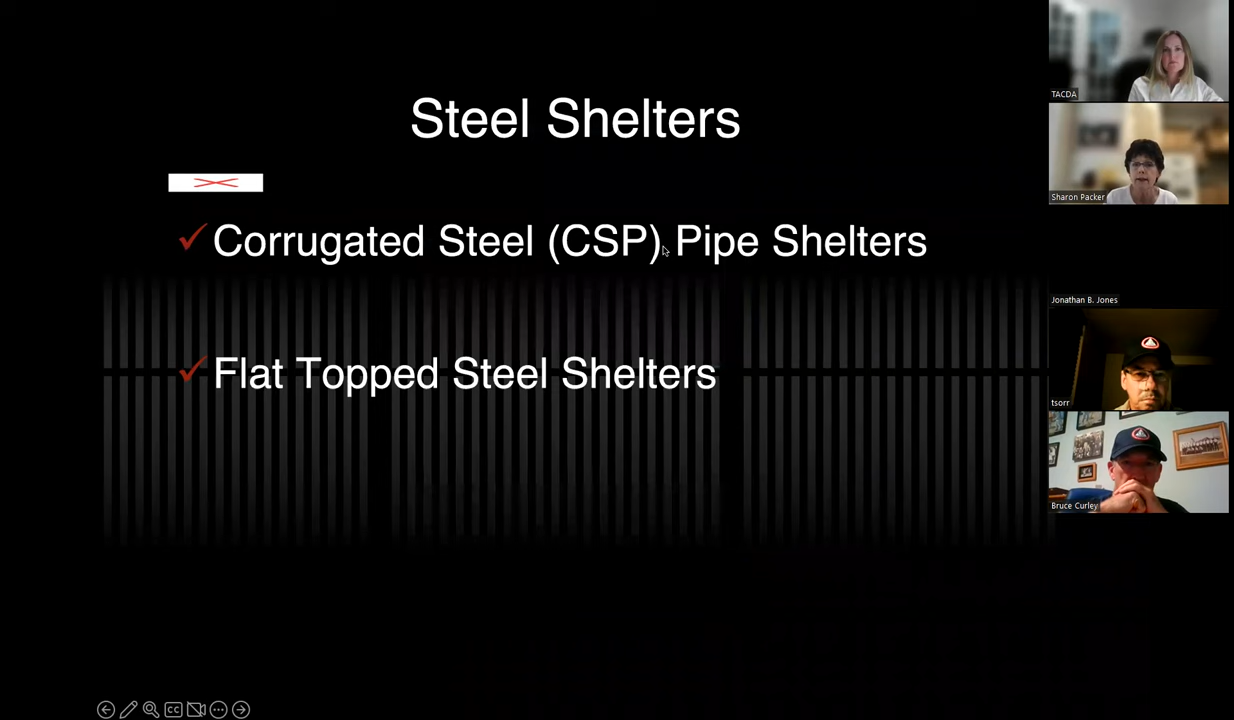 Steel Shelters
Corrugated Steel (CSP) Pipe Shelters
Flat Topped Steel Shelters
TACDA
Sharon Packer
Jonathan B. Jones
tsorr
Bruce Curley
CC